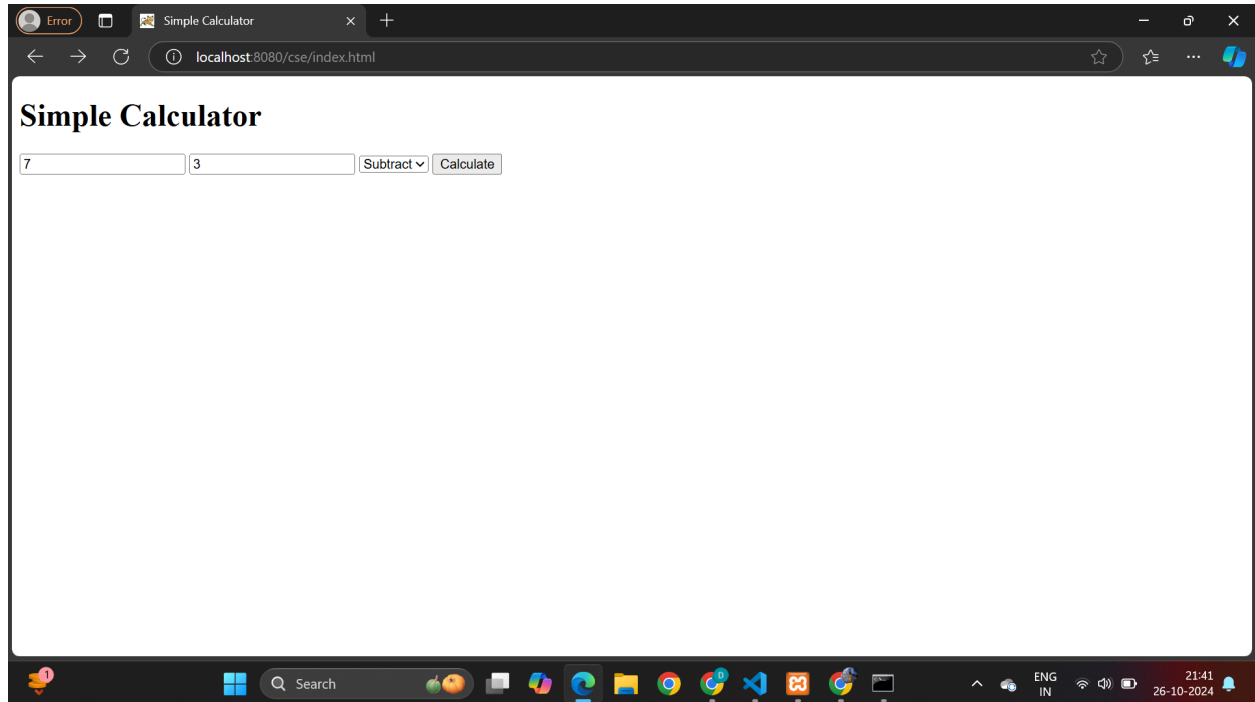 Error Simple Calculator
localhost:8080/cse/index.html
Simple Calculator
7 3 Subtract Calculate
1 Search D ENG 21:41
IN 26-10-2024